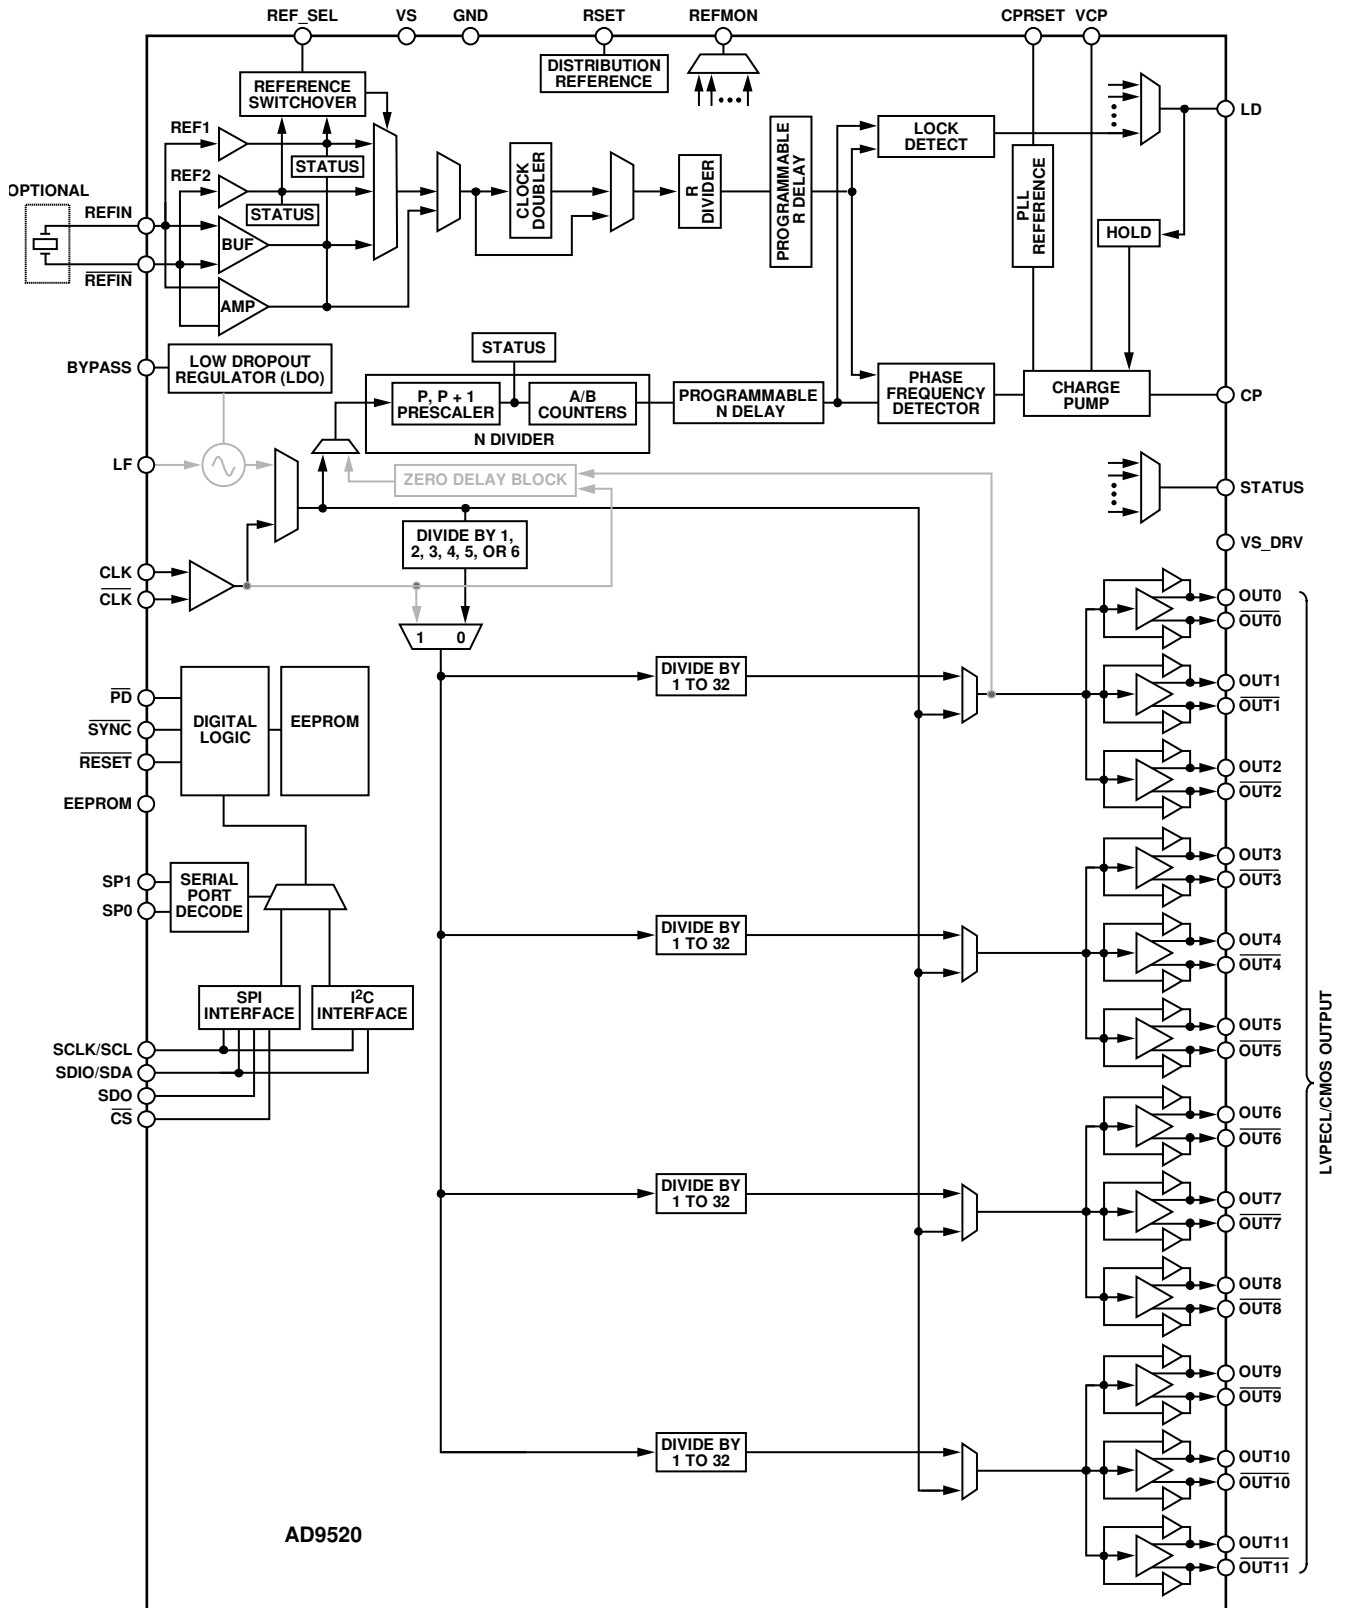 REF_SEL VS GND RSET REFMON CPRSET VCP
DISTRIBUTION
REFERENCE
REFERENCE
SWITCHOVER
LD
REF1
LOCK
DETECT
STATUS
REF2
OPTIONAL
STATUS
CLOCK
DOUBLER
R
DIVIDER
PROGRAMMABLE
R DELAY
PLL
REFERENCE
REFIN
HOLD
BUF
REFIN
AMP
STATUS
BYPASS
LOW DROPOUT
REGULATOR (LDO)
P, P + 1
PRESCALER
A/B
COUNTERS
N DIVIDER
PROGRAMMABLE
N DELAY
PHASE
FREQUENCY
DETECTOR
CHARGE
PUMP
CP
LF
ZERO DELAY BLOCK
STATUS
DIVIDE BY 1,
2, 3, 4, 5, OR 6
VS_DRV
CLK
CLK
OUT0
OUT0
1 0
DIVIDE BY
1 TO 32
OUT1
OUT1
PD
SYNC
RESET
DIGITAL
LOGIC
EEPROM
OUT2
OUT2
EEPROM
OUT3
OUT3
SP1
SP0
SERIAL
PORT
DECODE
DIVIDE BY
1 TO 32
OUT4
OUT4
SPI
INTERFACE
I2C
INTERFACE
OUT5
OUT5
SCLK/SCL
SDIO/SDA
SDO
CS
LVPECL/CMOS OUTPUT
OUT6
OUT6
DIVIDE BY
1 TO 32
OUT7
OUT7
OUT8
OUT8
OUT9
OUT9
DIVIDE BY
1 TO 32
OUT10
OUT10
AD9520
OUT11
OUT11